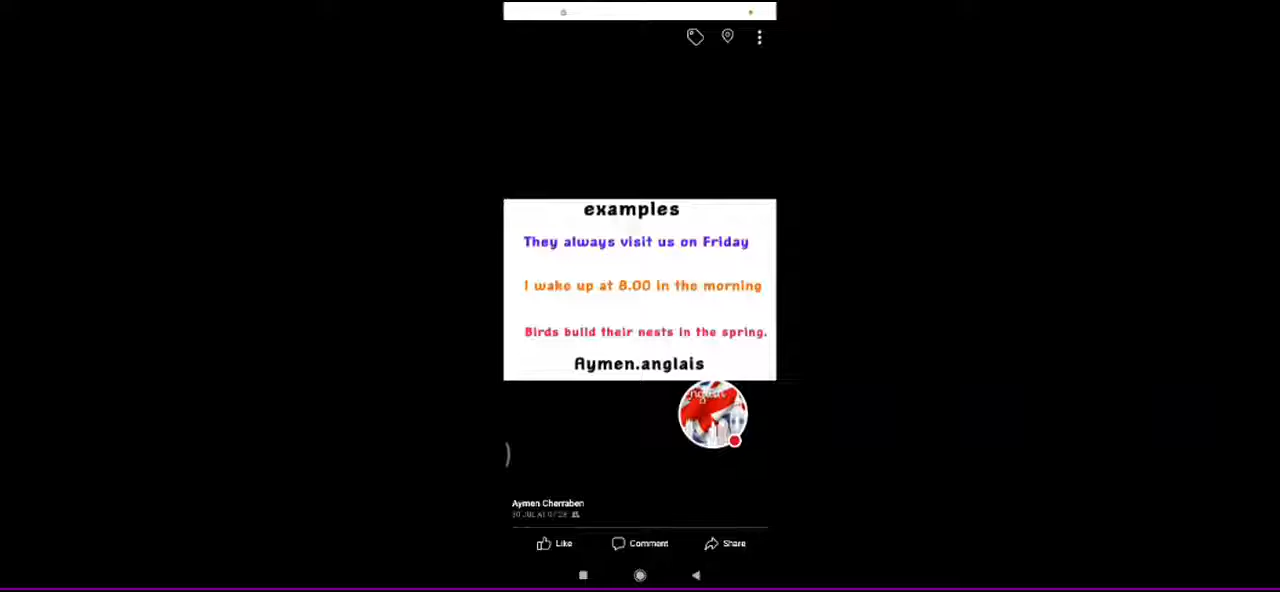 examples
They always visit us on Friday
I wake up at 8.00 in the morning
Birds build their nests in the spring.
Aymen.anglais
Aymen Cherraben
Like
Comment
Share